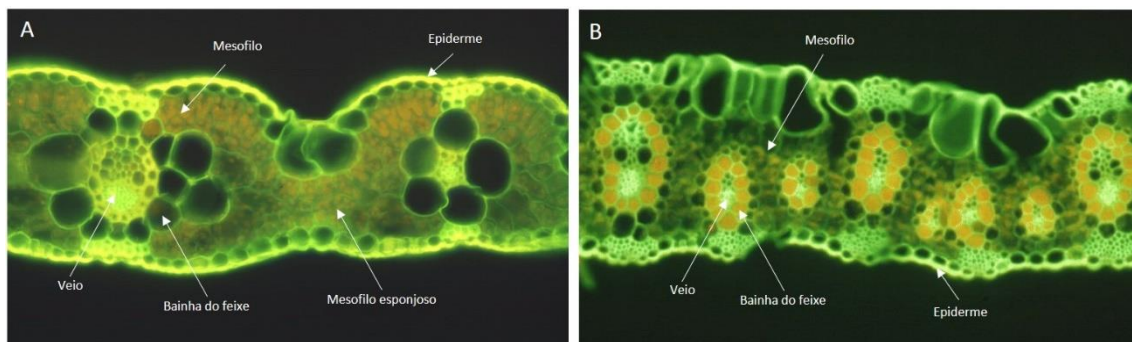 A
Mesofilo
Epiderme
Veio
Bainha do feixe
Mesofilo esponjoso
B
Mesofilo
Veio
Bainha do feixe
Epiderme